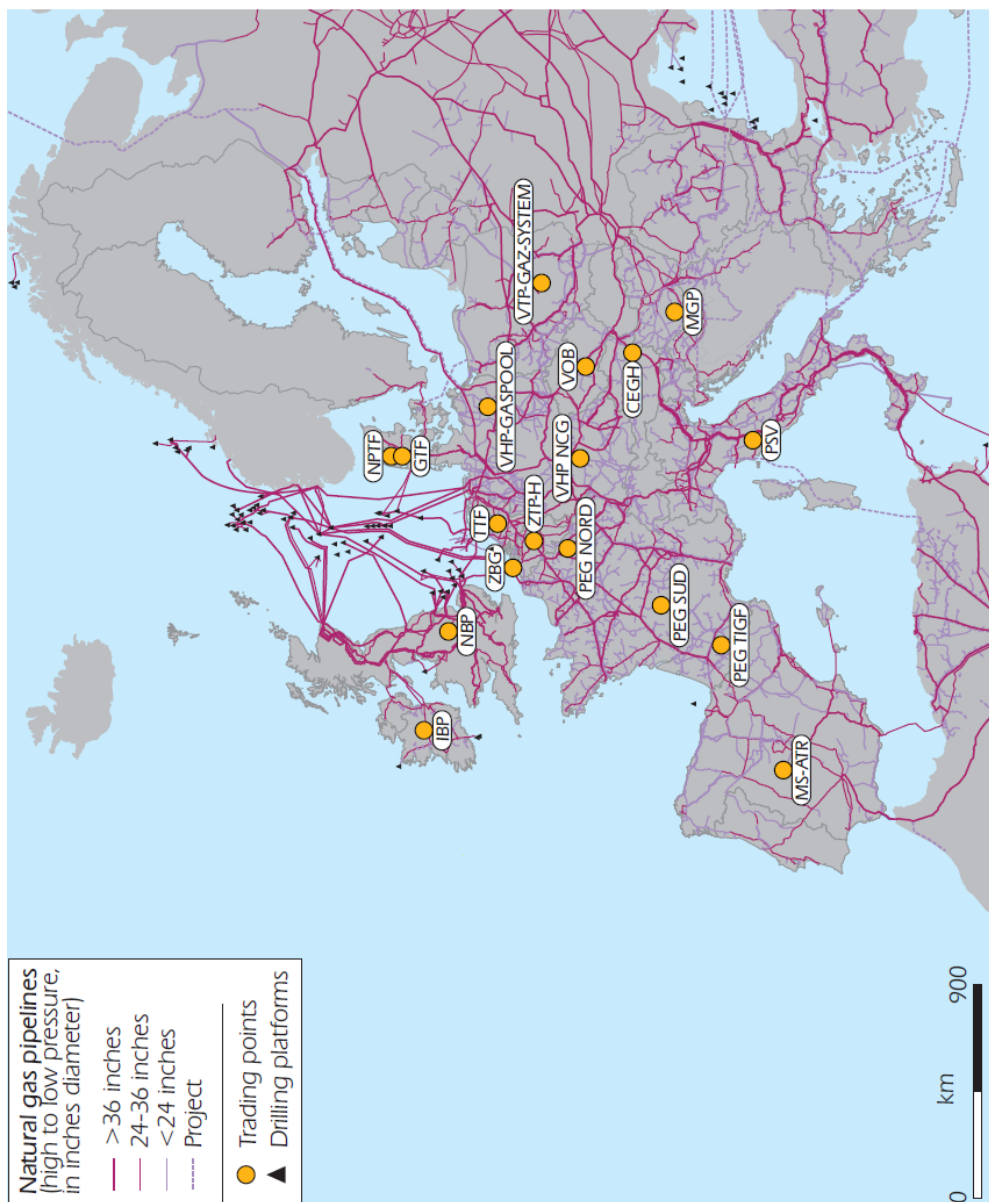 Natural gas pipelines
(high to low pressure,
in inches diameter)
>36 inches
24-36 inches
<24 inches
Project
Trading points
Drilling platforms
NPTF
GTF
IBP
NBP
ZBG
TTF
ZTP-H
VHP-GASPOOL
VTP-GAZ-SYSTEM
PEG NORD
VHP NCG
VOB
CEGH
MGP
PEG SUD
PEG TIGF
PSV
MS-ATR
0 km 900